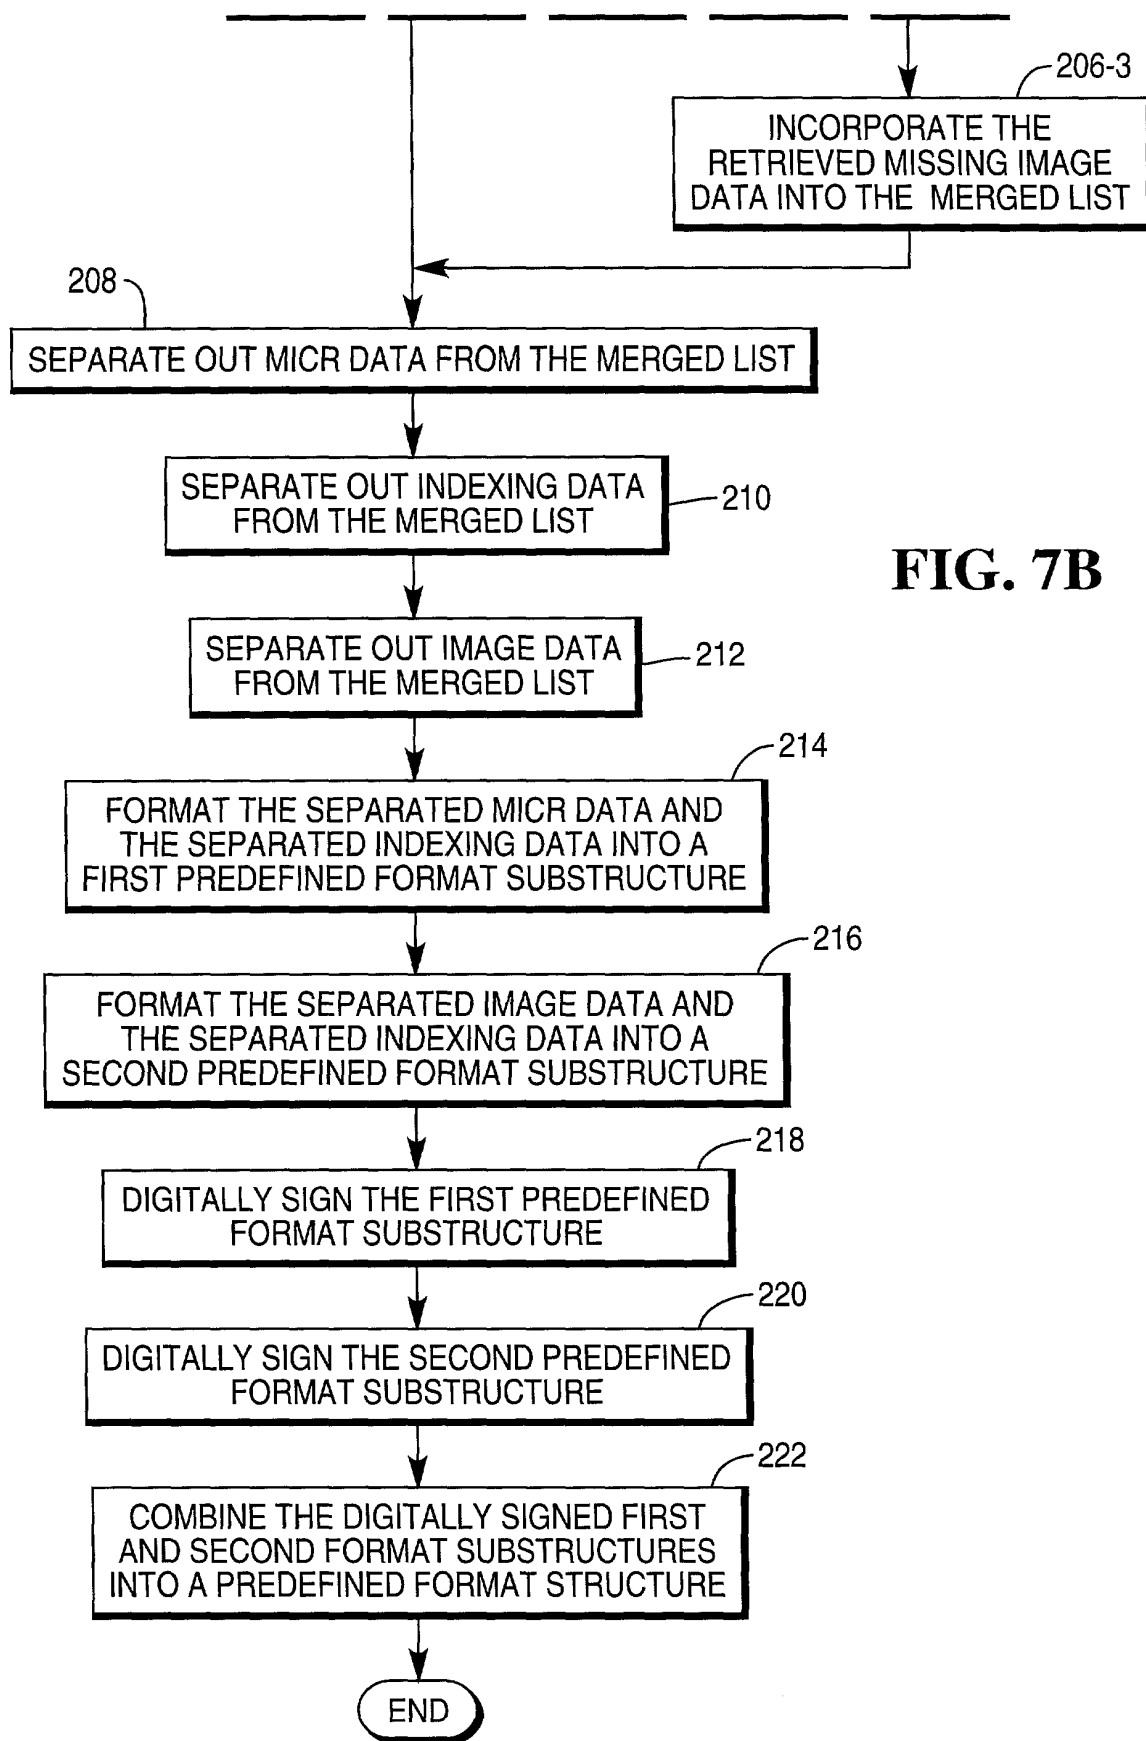 206-3
INCORPORATE THE
RETRIEVED MISSING IMAGE
DATA INTO THE MERGED LIST
208
SEPARATE OUT MICR DATA FROM THE MERGED LIST
SEPARATE OUT INDEXING DATA
FROM THE MERGED LIST
210
FIG. 7B
SEPARATE OUT IMAGE DATA
FROM THE MERGED LIST
212
214
FORMAT THE SEPARATED MICR DATA AND
THE SEPARATED INDEXING DATA INTO A
FIRST PREDEFINED FORMAT SUBSTRUCTURE
216
FORMAT THE SEPARATED IMAGE DATA AND
THE SEPARATED INDEXING DATA INTO A
SECOND PREDEFINED FORMAT SUBSTRUCTURE
218
DIGITALLY SIGN THE FIRST PREDEFINED
FORMAT SUBSTRUCTURE
220
DIGITALLY SIGN THE SECOND PREDEFINED
FORMAT SUBSTRUCTURE
222
COMBINE THE DIGITALLY SIGNED FIRST
AND SECOND FORMAT SUBSTRUCTURES
INTO A PREDEFINED FORMAT STRUCTURE
END